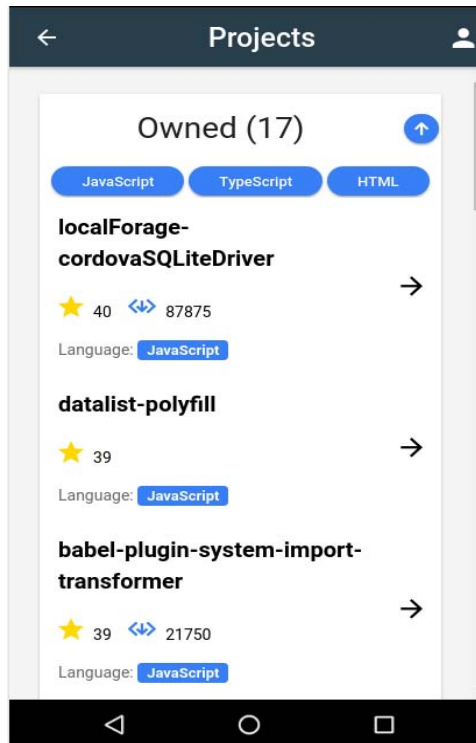 Projects
Owned (17)
JavaScript TypeScript HTML
localForage-
cordovaSQLiteDriver
40 87875
Language: JavaScript
datalist-polyfill
39
Language: JavaScript
babel-plugin-system-import-
transformer
39 21750
Language: JavaScript